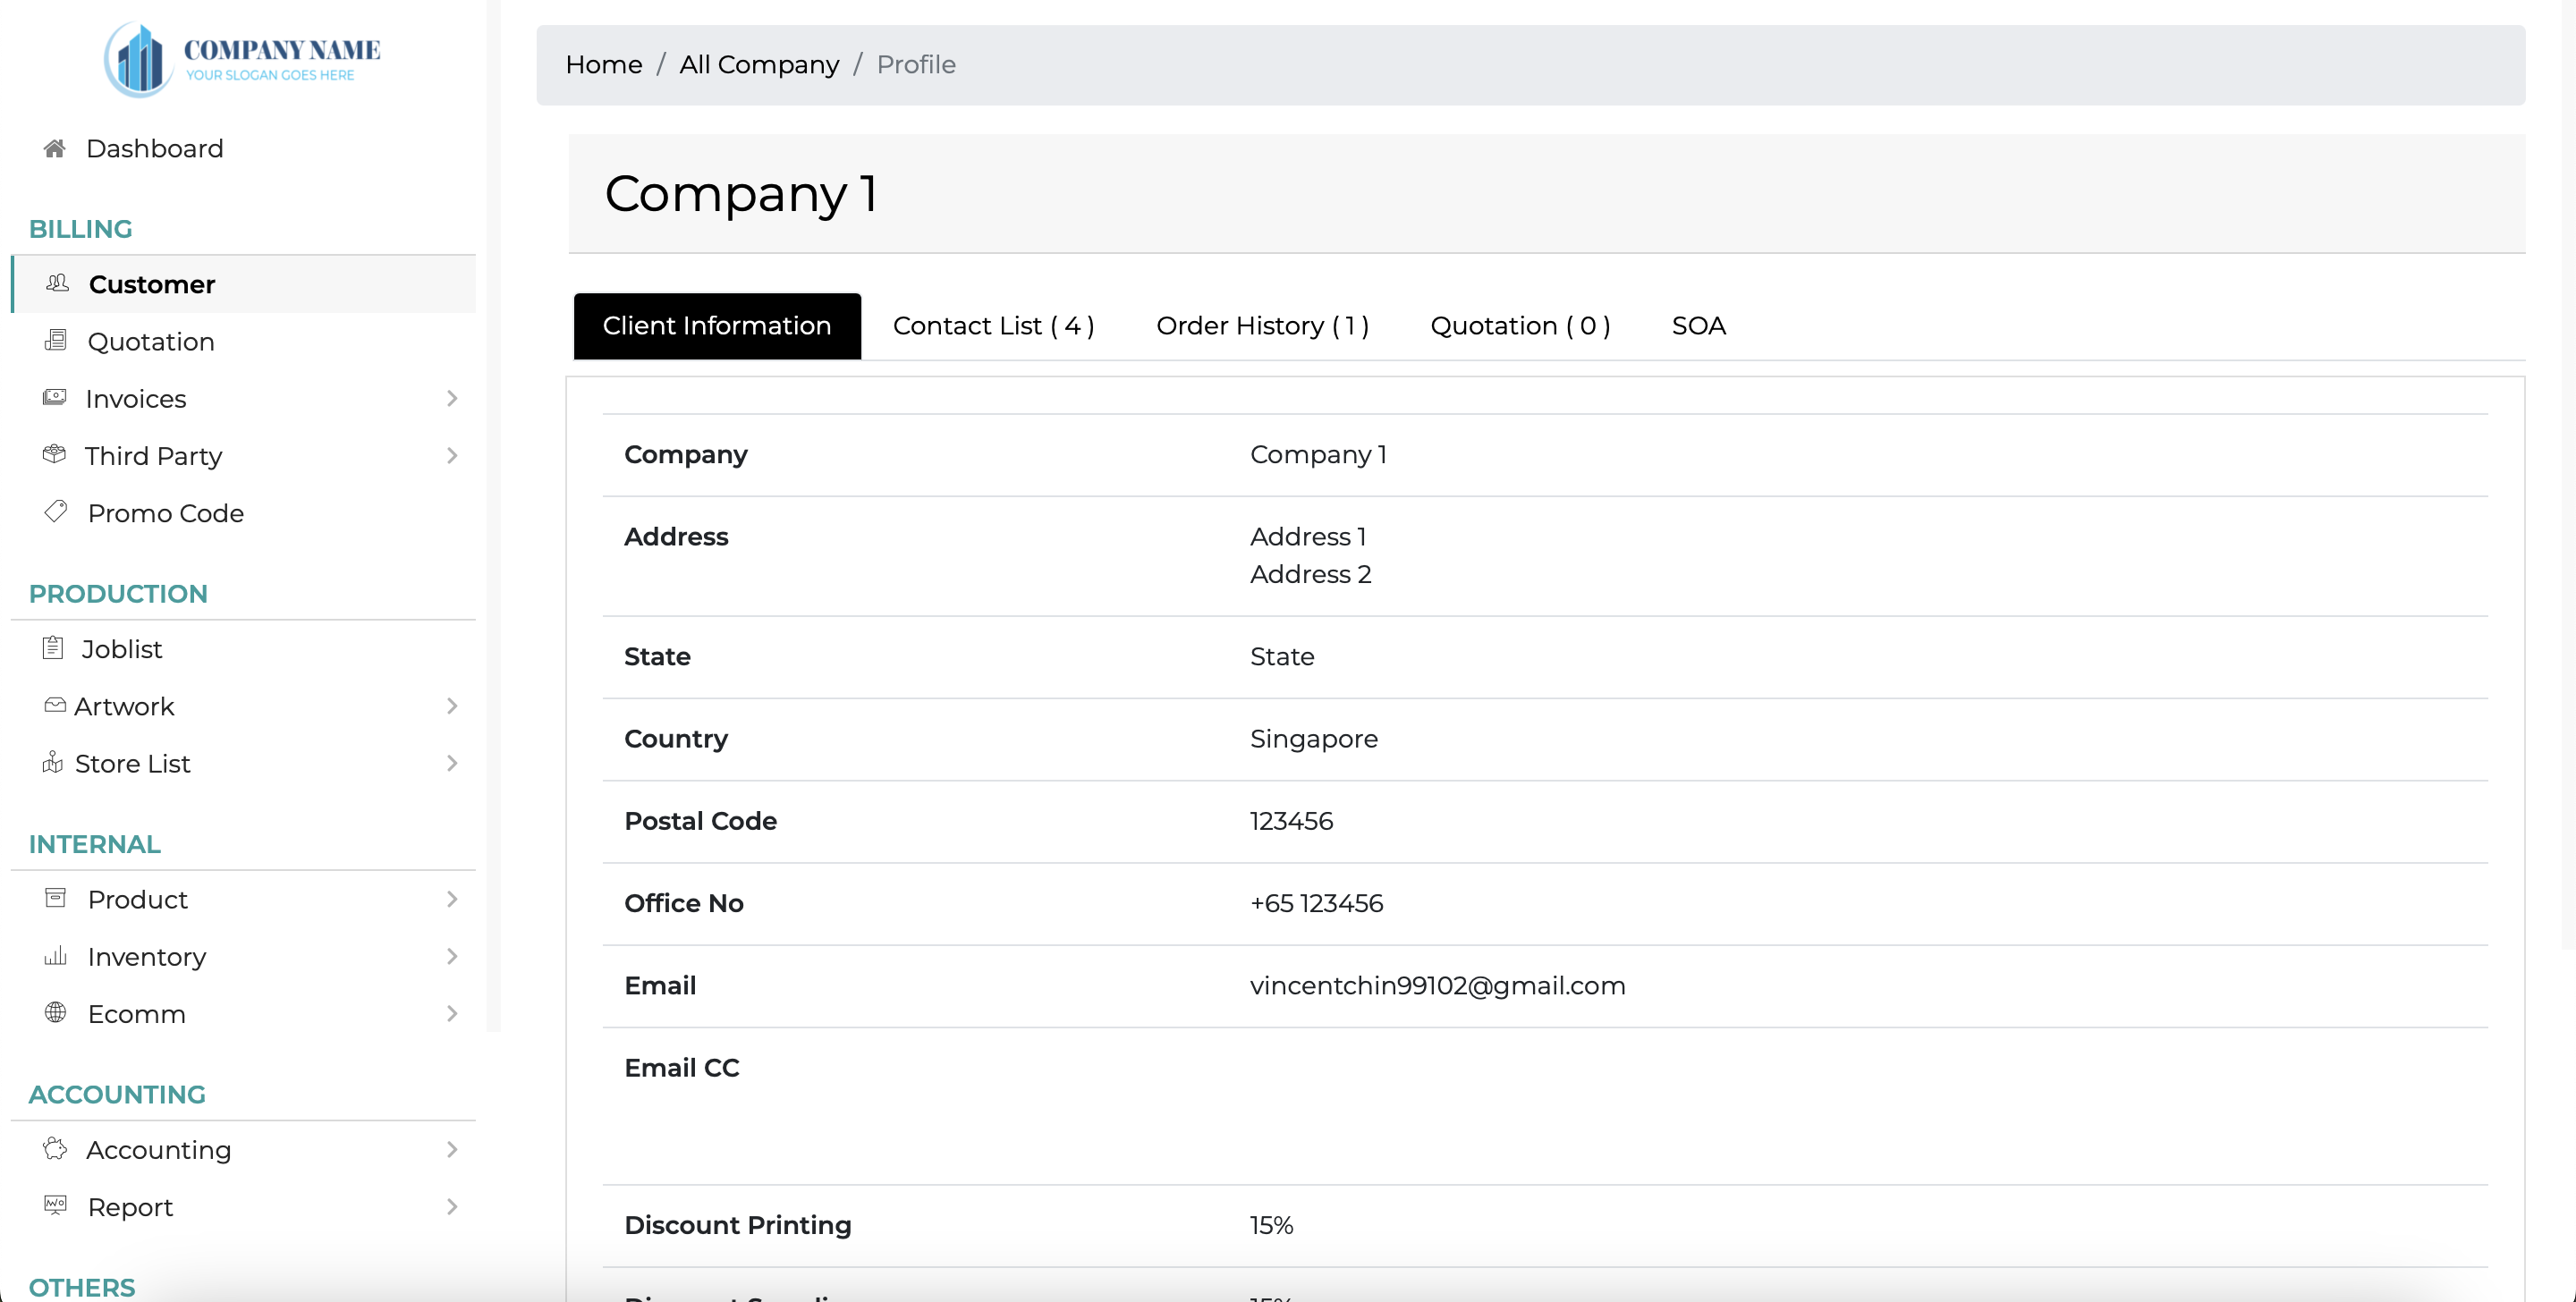 COMPANY NAME
YOUR SLOGAN GOES HERE
Dashboard
BILLING
Customer
Quotation
Invoices
Third Party
Promo Code
PRODUCTION
Joblist
Artwork
Store List
INTERNAL
Product
Inventory
Ecomm
ACCOUNTING
Accounting
Report
OTHERS
Home / All Company / Profile
Company 1
Client Information Contact List ( 4 ) Order History ( 1 ) Quotation ( 0 ) SOA
Company Company 1
Address Address 1
Address 2
State State
Country Singapore
Postal Code 123456
Office No +65 123456
Email vincentchin99102@gmail.com
Email CC
Discount Printing 15%